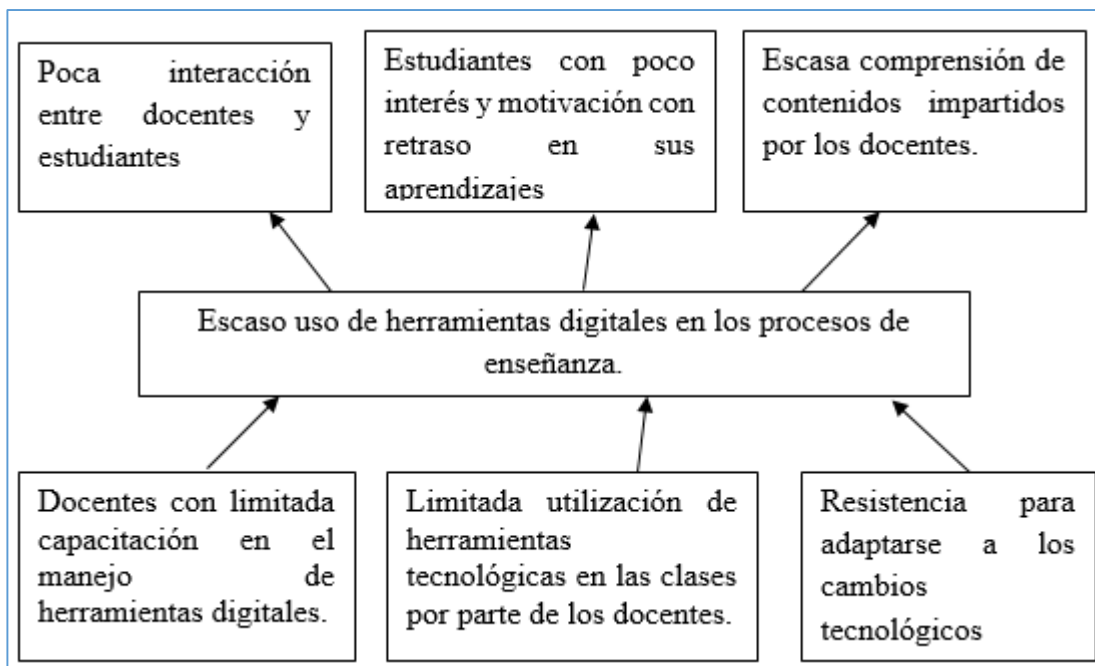 Poca interacción
entre docentes y
estudiantes
Estudiantes con poco
interés y motivación con
retraso en sus
aprendizajes
Escasa comprensión de
contenidos impartidos
por los docentes.
Escaso uso de herramientas digitales en los procesos de
enseñanza.
Docentes con limitada
capacitación en el
manejo de
herramientas digitales.
Limitada utilización de
herramientas
tecnológicas en las clases
por parte de los docentes.
Resistencia para
adaptarse a los
cambios
tecnológicos